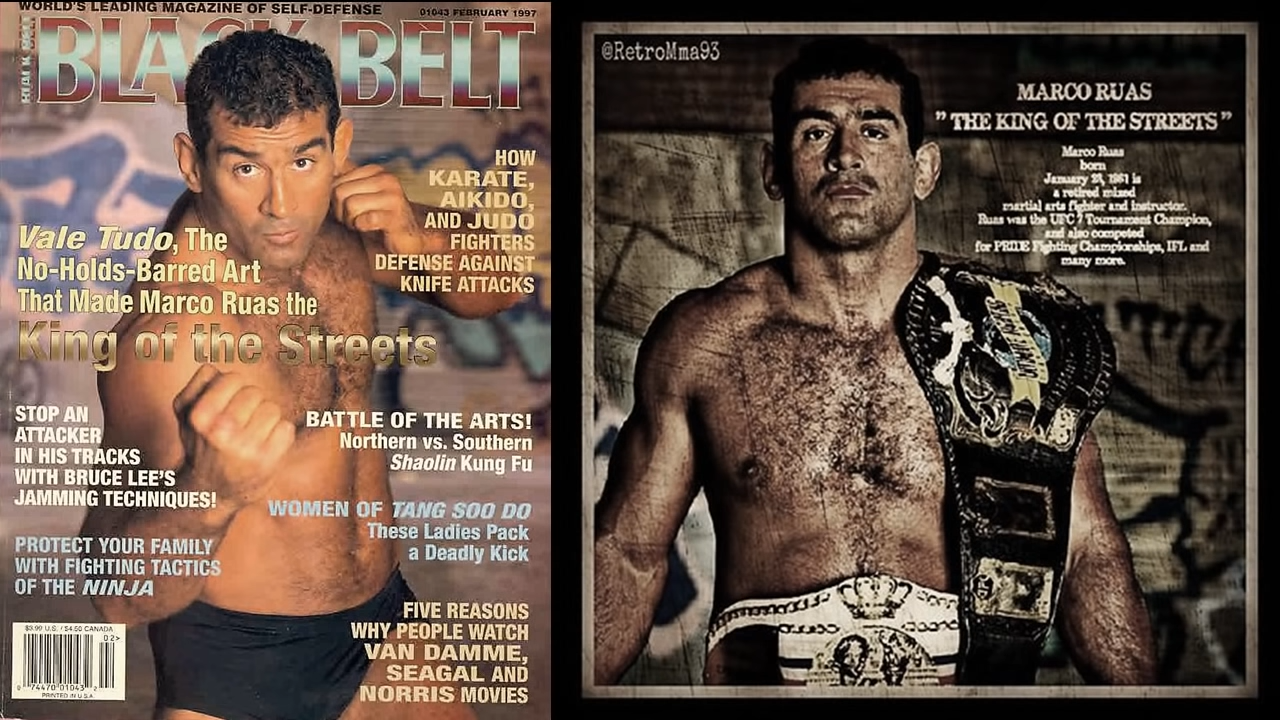 WORLD'S LEADING MAGAZINE OF SELF-DEFENSE
01043 FEBRUARY 1997
BLACK BELT
HOW
KARATE,
AIKIDO,
AND JUDO
FIGHTERS
DEFENSE AGAINST
KNIFE ATTACKS
Vale Tudo, The
No-Holds-Barred Art
That Made Marco Ruas the
King of the Streets
STOP AN
ATTACKER
IN HIS TRACKS
WITH BRUCE LEE'S
JAMMING TECHNIQUES!
BATTLE OF THE ARTS!
Northern vs. Southern
Shaolin Kung Fu
WOMEN OF TANG SOO DO
These Ladies Pack
a Deadly Kick
PROTECT YOUR FAMILY
WITH FIGHTING TACTICS
OF THE NINJA
FIVE REASONS
WHY PEOPLE WATCH
VAN DAMME,
SEAGAL AND
NORRIS MOVIES
$3.99 U.S. / $4.50 CANADA
02>
0 74470 01043 2
PRINTED IN U.S.A.
@RetroMma93
MARCO RUAS
" THE KING OF THE STREETS "
Marco Ruas
born
January 1961 is
a retired mixed
martial arts fighter and instructor.
Ruas was the UFC 7 Tournament Champion,
and also competed
for PRIDE Fighting Championships, IFL and
many more.